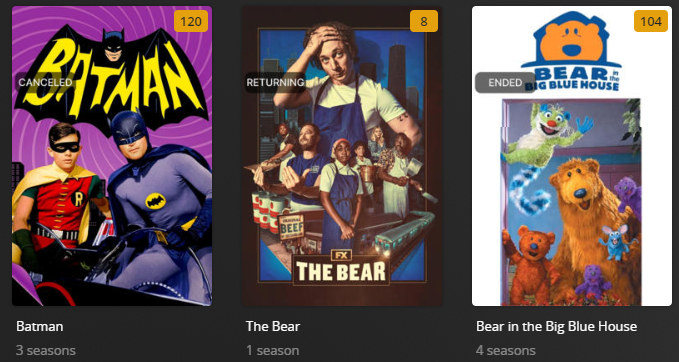 120
CANCELED
BATMAN
R
Batman
3 seasons
8
RETURNING
ORIGINAL
BEEF
FX
THE BEAR
The Bear
1 season
104
ENDED
BEAR in the
BIG BLUE HOUSE
Bear in the Big Blue House
4 seasons